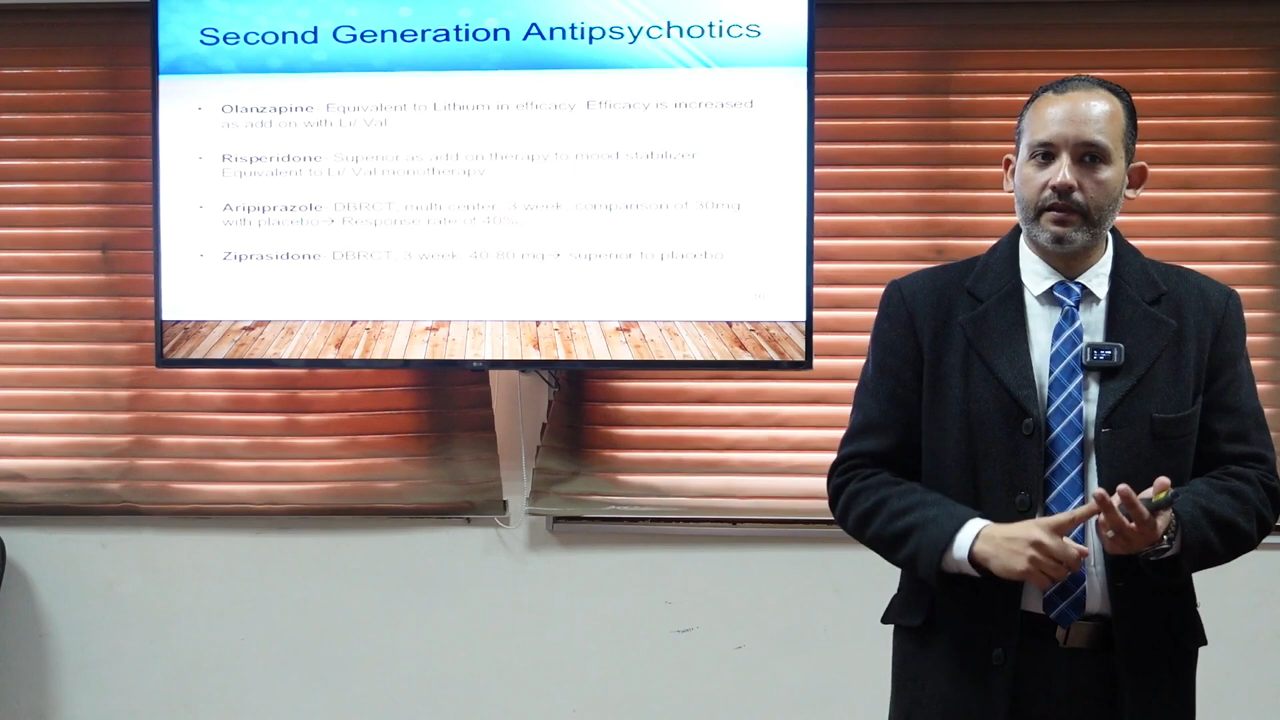 Second Generation Antipsychotics
• Olanzapine- Equivalent to Lithium in efficacy. Efficacy is increased
as add on with Li/ Val
• Risperidone- Superior as add on therapy to mood stabilizer.
Equivalent to Li/ Val monotherapy
• Aripiprazole- DBRCT, multi center, 3 week, comparison of 30mg
with placebo→ Response rate of 40%
• Ziprasidone- DBRCT, 3 week, 40-80 mg→ superior to placebo
LG